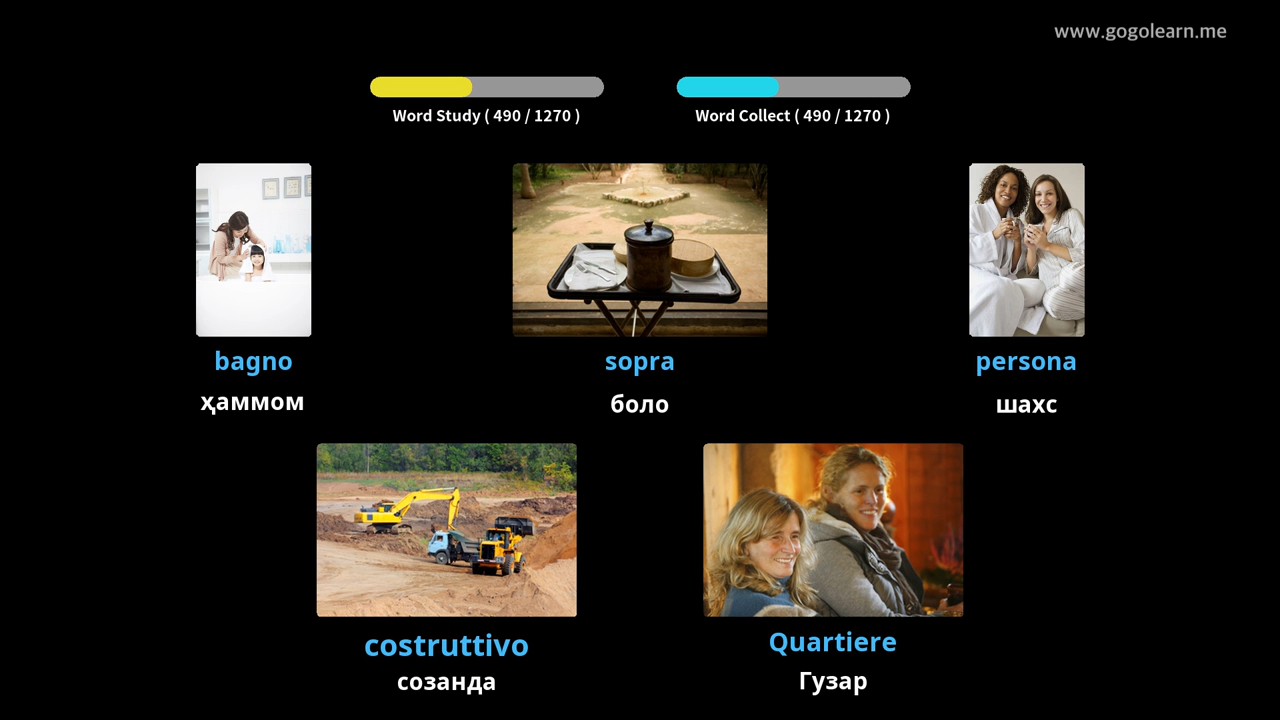 www.gogolearn.me
Word Study ( 490 / 1270 )
Word Collect ( 490 / 1270 )
bagno
ҳаммом
sopra
боло
persona
шахс
costruttivo
созанда
Quartiere
Гузар